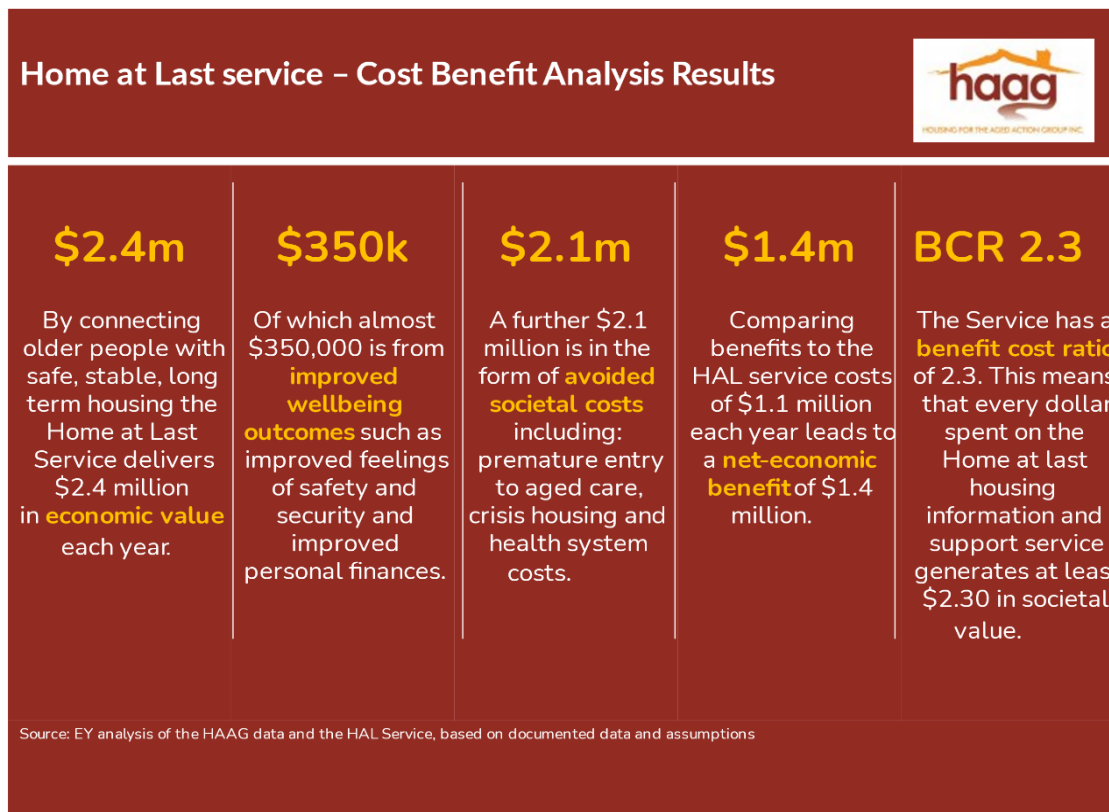 Home at Last service – Cost Benefit Analysis Results
haag
HOUSING FOR THE AGED ACTION GROUP INC.
$2.4m
By connecting
older people with
safe, stable, long
term housing the
Home at Last
Service delivers
$2.4 million
in economic value
each year.
$350k
Of which almost
$350,000 is from
improved
wellbeing
outcomes such as
improved feelings
of safety and
security and
improved
personal finances.
$2.1m
A further $2.1
million is in the
form of avoided
societal costs
including:
premature entry
to aged care,
crisis housing and
health system
costs.
$1.4m
Comparing
benefits to the
HAL service costs
of $1.1 million
each year leads to
a net-economic
benefit of $1.4
million.
BCR 2.3
The Service has a
benefit cost ratio
of 2.3. This means
that every dollar
spent on the
Home at last
housing
information and
support service
generates at least
$2.30 in societal
value.
Source: EY analysis of the HAAG data and the HAL Service, based on documented data and assumptions